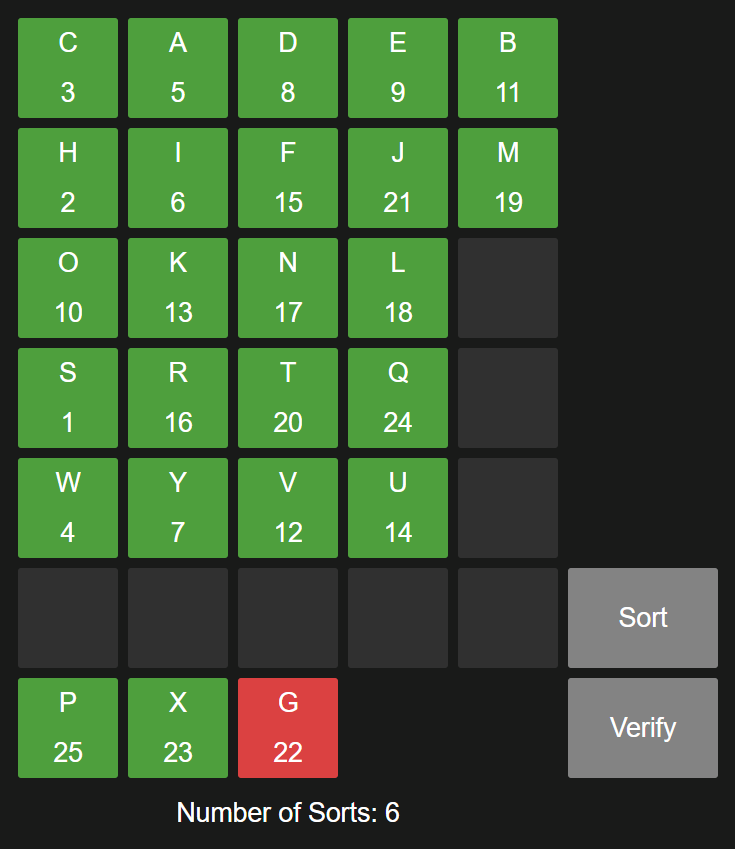 C A D E B
3 5 8 9 11
H I F J M
2 6 15 21 19
O K N L
10 13 17 18
S R T Q
1 16 20 24
W Y V U
4 7 12 14
Sort
P X G
25 23 22
Verify
Number of Sorts: 6